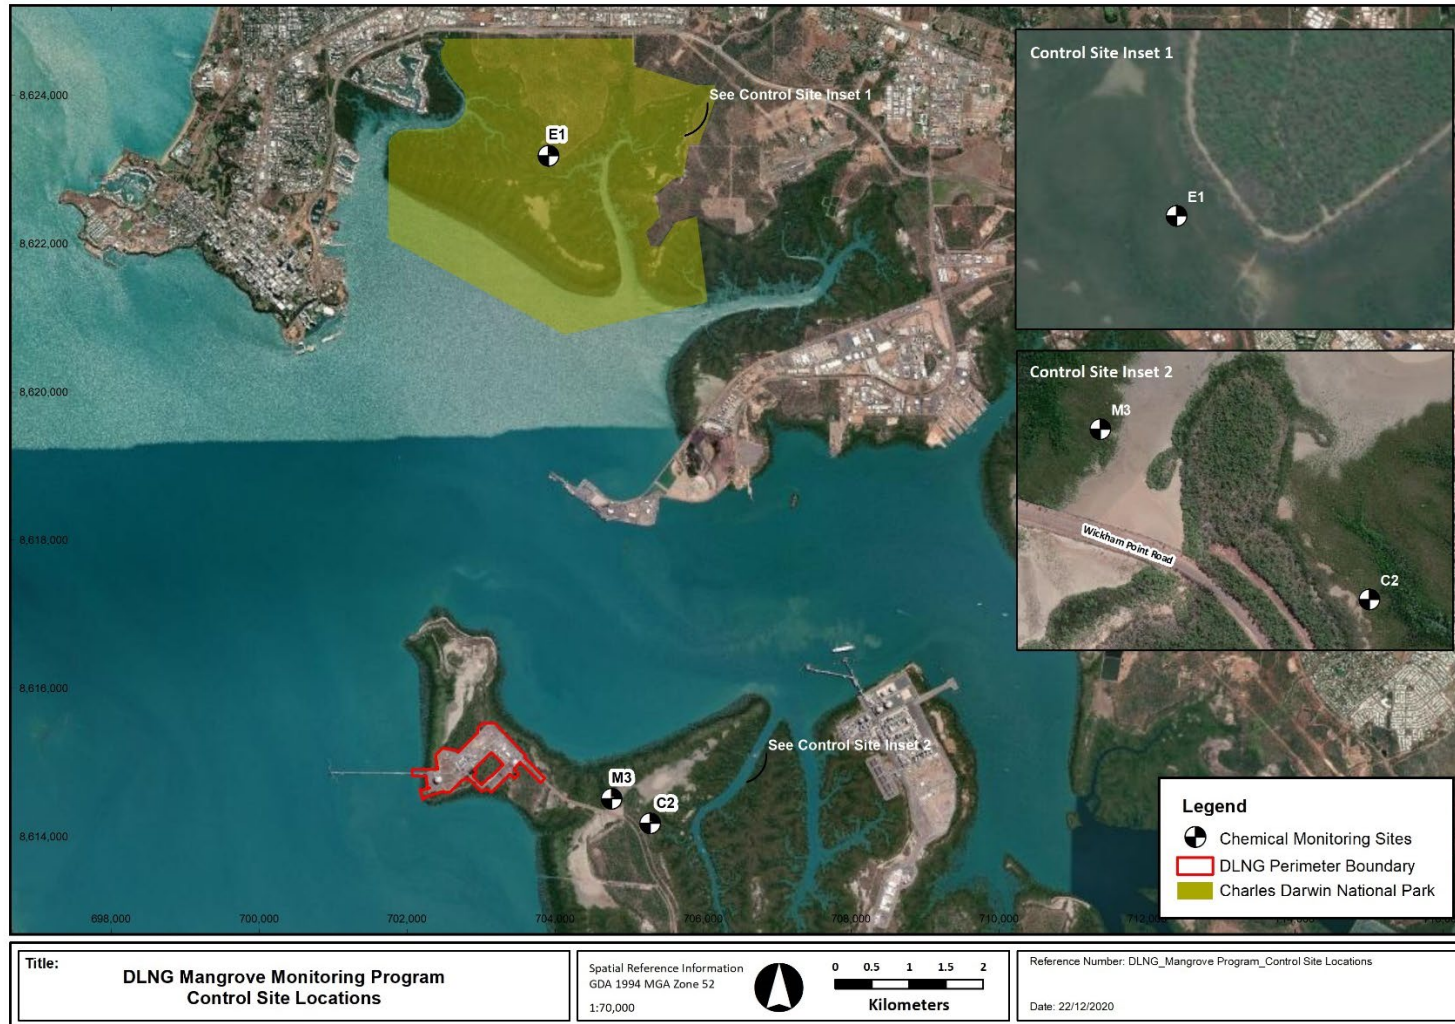 8,624,000
8,622,000
8,620,000
8,618,000
8,616,000
8,614,000
698,000
700,000
702,000
704,000
706,000
708,000
710,000
E1
See Control Site Inset 1
M3
C2
See Control Site Inset 2
Control Site Inset 1
E1
Control Site Inset 2
M3
Wickham Point Road
C2
Legend
Chemical Monitoring Sites
DLNG Perimeter Boundary
Charles Darwin National Park
Title:
DLNG Mangrove Monitoring Program
Control Site Locations
Spatial Reference Information
GDA 1994 MGA Zone 52
1:70,000
0 0.5 1 1.5 2
Kilometers
Reference Number: DLNG_Mangrove Program_Control Site Locations
Date: 22/12/2020